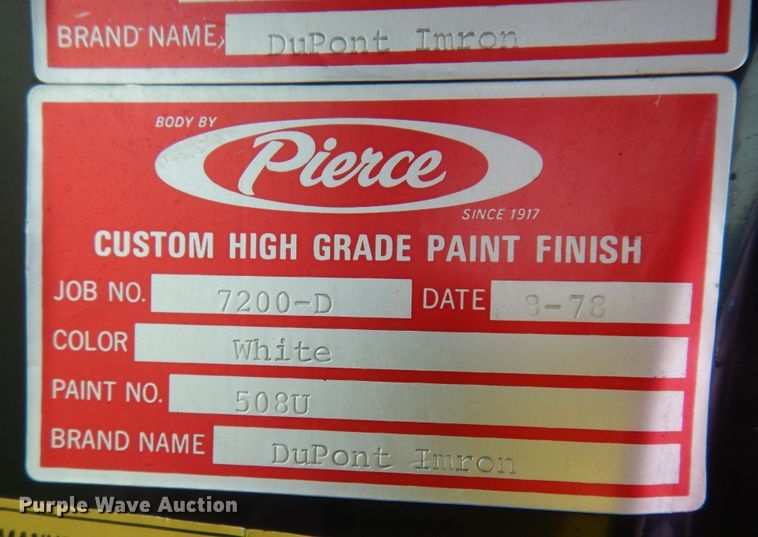 BRAND NAME DuPont Imron
BODY BY
Pierce
SINCE 1917
CUSTOM HIGH GRADE PAINT FINISH
JOB NO. 7200-D DATE 8-78
COLOR White
PAINT NO. 508U
BRAND NAME DuPont Imron
Purple Wave Auction